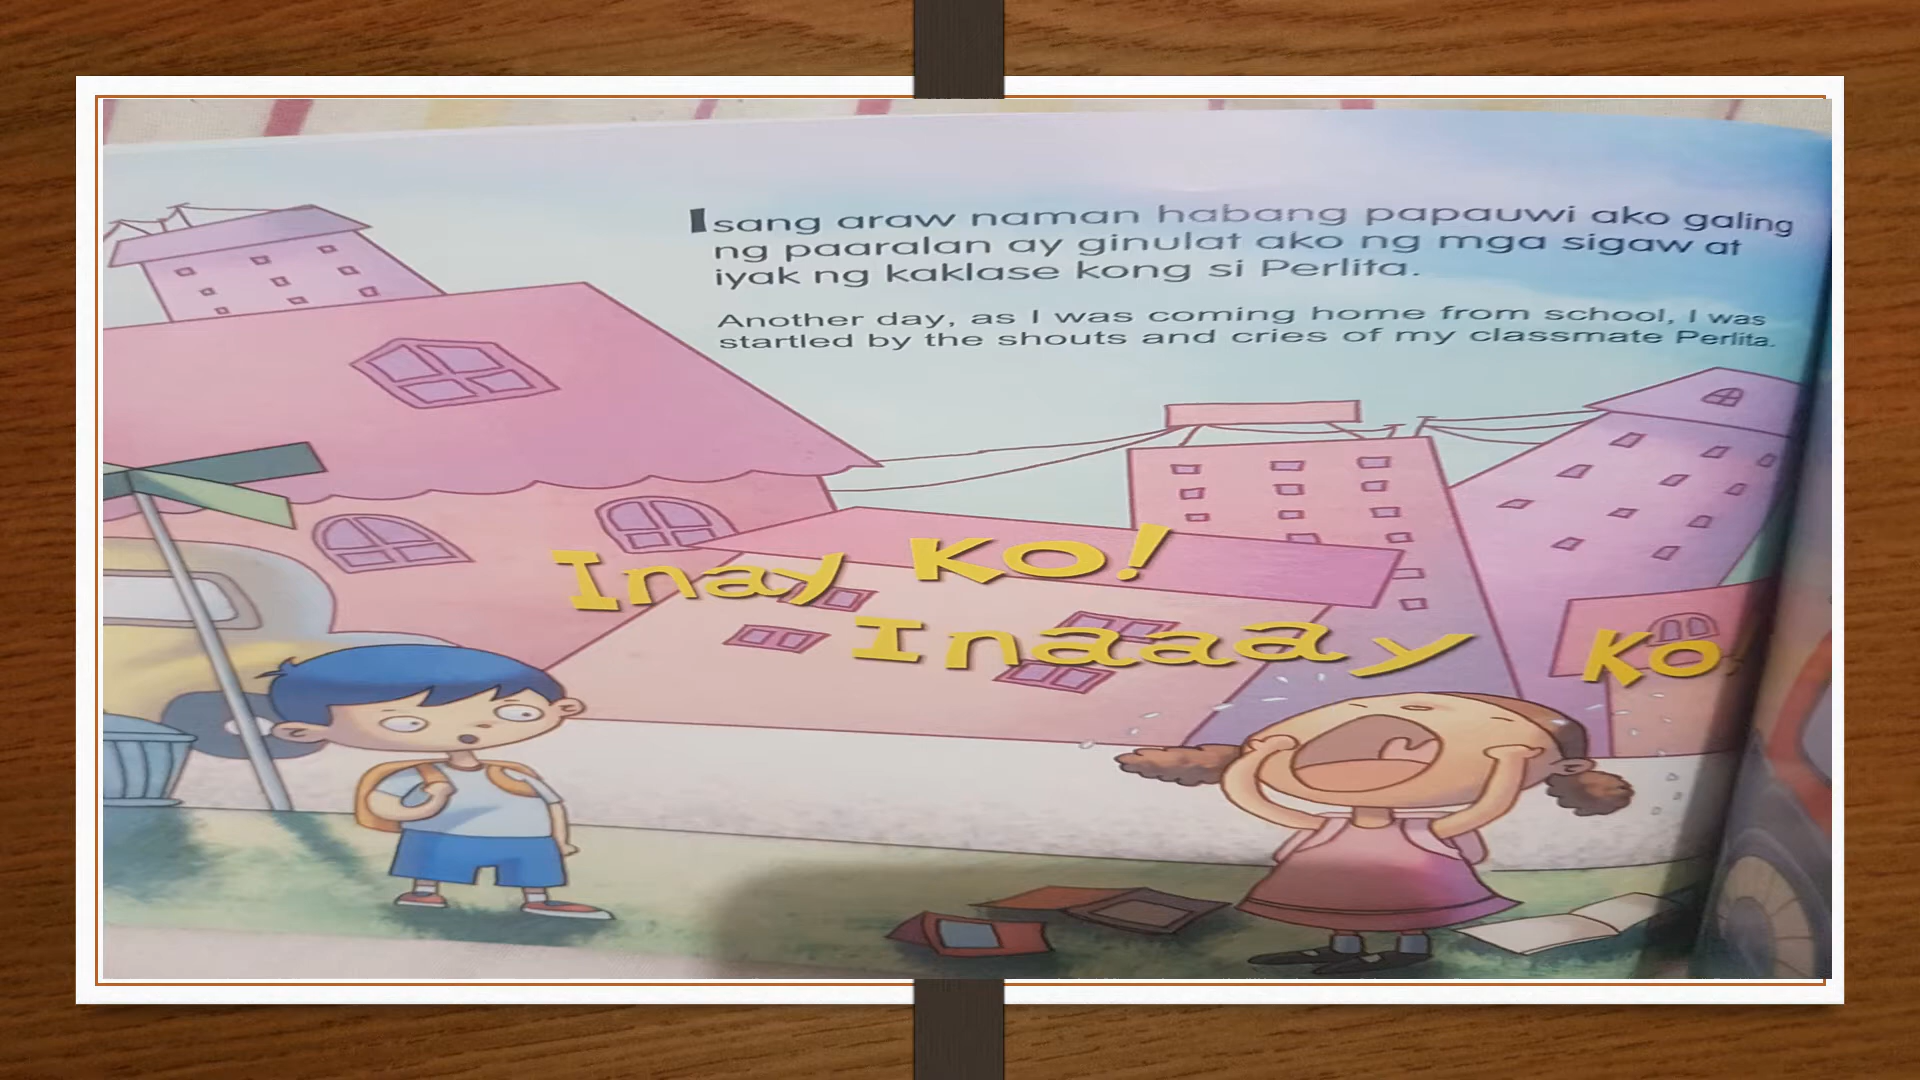 Isang araw naman habang papauwi ako galing
ng paaralan ay ginulat ako ng mga sigaw at
iyak ng kaklase kong si Perlita.
Another day, as I was coming home from school, I was
startled by the shouts and cries of my classmate Perlita.
Inay Ko!
Inaaay Ko